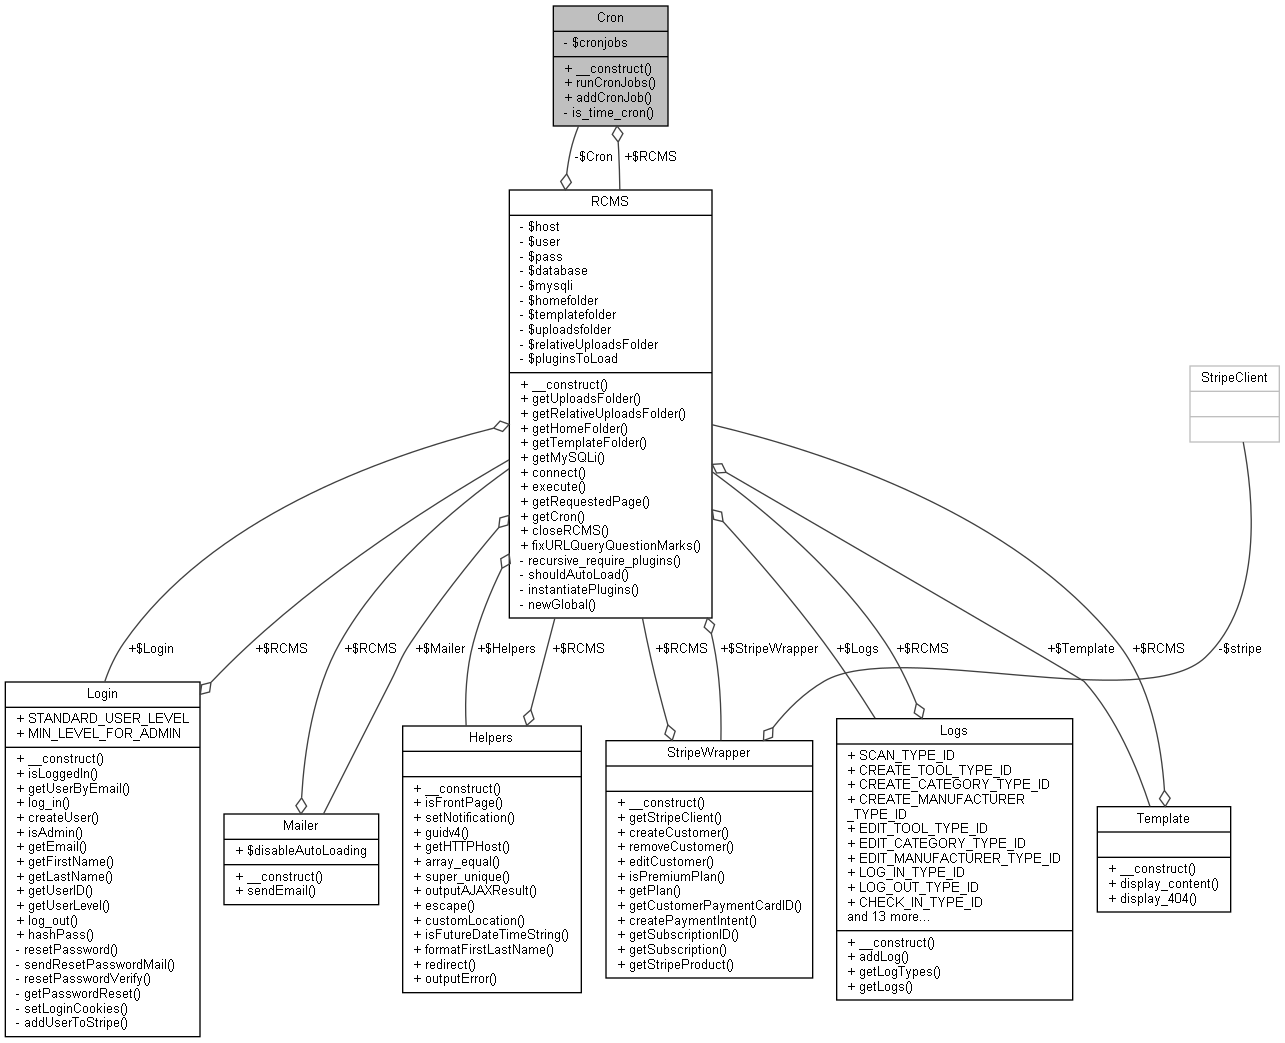 Cron
- $cronjobs
+ __construct()
+ runCronJobs()
+ addCronJob()
- is_time_cron()
-$Cron
+$RCMS
RCMS
- $host
- $user
- $pass
- $database
- $mysqli
- $homefolder
- $templatefolder
- $uploadsfolder
- $relativeUploadsFolder
- $pluginsToLoad
+ __construct()
+ getUploadsFolder()
+ getRelativeUploadsFolder()
+ getHomeFolder()
+ getTemplateFolder()
+ getMySQLi()
+ connect()
+ execute()
+ getRequestedPage()
+ getCron()
+ closeRCMS()
+ fixURLQueryQuestionMarks()
- recursive_require_plugins()
- shouldAutoLoad()
- instantiatePlugins()
- newGlobal()
StripeClient
+$Login
+$RCMS
+$RCMS
+$Mailer
+$Helpers
+$RCMS
+$RCMS
+$StripeWrapper
+$Logs
+$RCMS
+$Template
+$RCMS
-$stripe
Login
+ STANDARD_USER_LEVEL
+ MIN_LEVEL_FOR_ADMIN
+ __construct()
+ isLoggedIn()
+ getUserByEmail()
+ log_in()
+ createUser()
+ isAdmin()
+ getEmail()
+ getFirstName()
+ getLastName()
+ getUserID()
+ getUserLevel()
+ log_out()
+ hashPass()
- resetPassword()
- sendResetPasswordMail()
- resetPasswordVerify()
- getPasswordReset()
- setLoginCookies()
- addUserToStripe()
Mailer
+ $disableAutoLoading
+ __construct()
+ sendEmail()
Helpers
+ __construct()
+ isFrontPage()
+ setNotification()
+ guidv4()
+ getHTTPHost()
+ array_equal()
+ super_unique()
+ outputAJAXResult()
+ escape()
+ customLocation()
+ isFutureDateTimeString()
+ formatFirstLastName()
+ redirect()
+ outputError()
StripeWrapper
+ __construct()
+ getStripeClient()
+ createCustomer()
+ removeCustomer()
+ editCustomer()
+ isPremiumPlan()
+ getPlan()
+ getCustomerPaymentCardID()
+ createPaymentIntent()
+ getSubscriptionID()
+ getSubscription()
+ getStripeProduct()
Logs
+ SCAN_TYPE_ID
+ CREATE_TOOL_TYPE_ID
+ CREATE_CATEGORY_TYPE_ID
+ CREATE_MANUFACTURER
_TYPE_ID
+ EDIT_TOOL_TYPE_ID
+ EDIT_CATEGORY_TYPE_ID
+ EDIT_MANUFACTURER_TYPE_ID
+ LOG_IN_TYPE_ID
+ LOG_OUT_TYPE_ID
+ CHECK_IN_TYPE_ID
and 13 more...
+ __construct()
+ addLog()
+ getLogTypes()
+ getLogs()
Template
+ __construct()
+ display_content()
+ display_404()